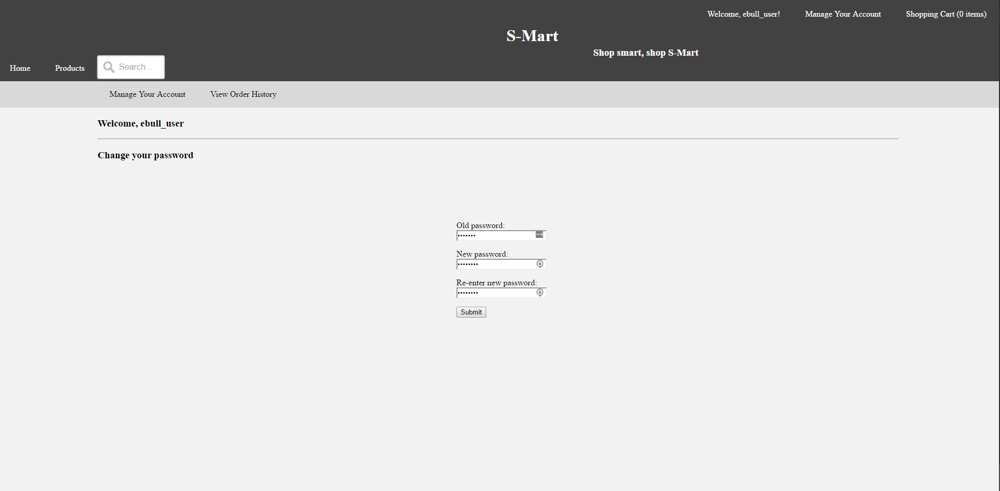 Welcome, ebull_user! Manage Your Account Shopping Cart (0 items)
S-Mart
Shop smart, shop S-Mart
Home Products Search...
Manage Your Account View Order History
Welcome, ebull_user
Change your password
Old password:
•••••••
New password:
••••••••
Re-enter new password:
••••••••
Submit